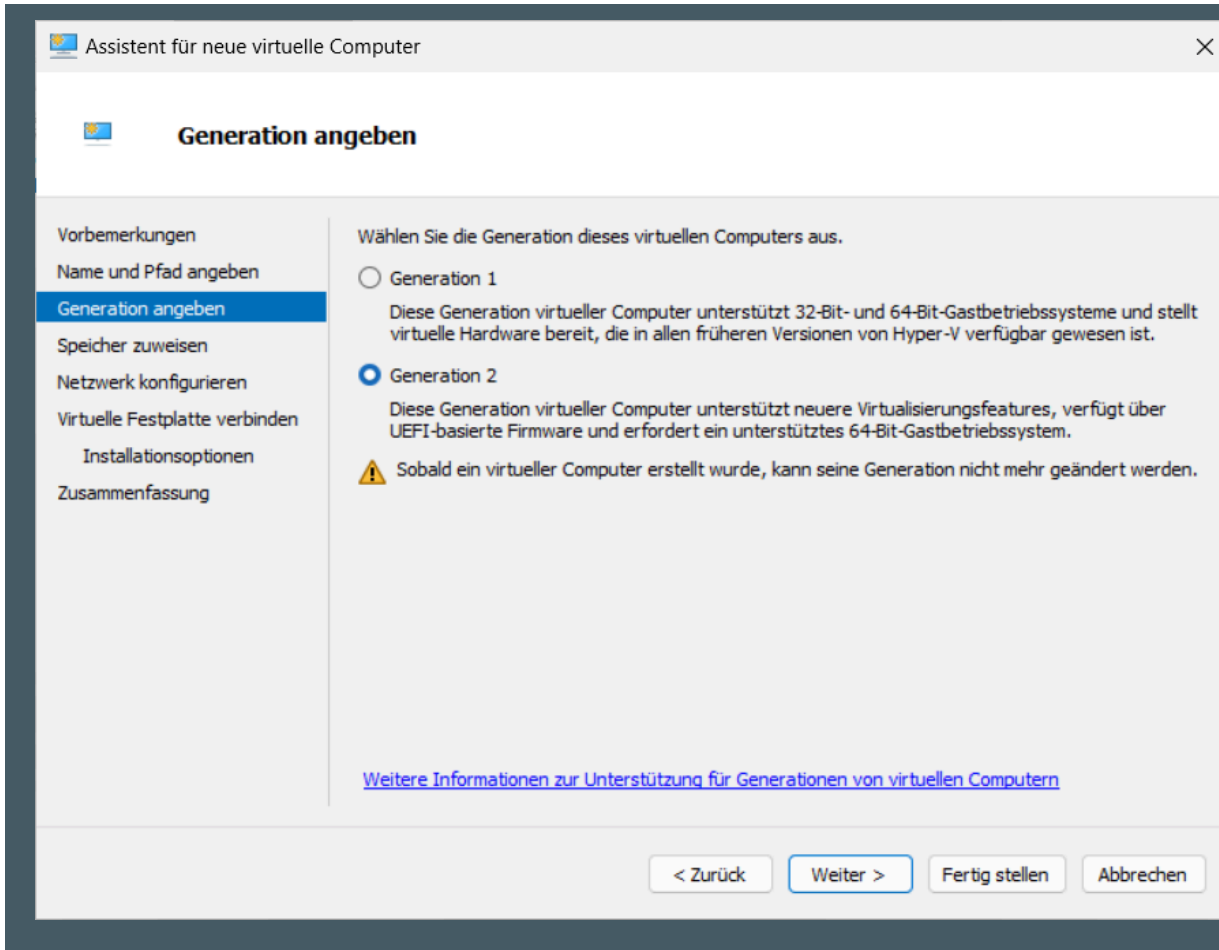 Assistent für neue virtuelle Computer
Generation angeben
Vorbemerkungen
Name und Pfad angeben
Generation angeben
Speicher zuweisen
Netzwerk konfigurieren
Virtuelle Festplatte verbinden
Installationsoptionen
Zusammenfassung
Wählen Sie die Generation dieses virtuellen Computers aus.
Generation 1
Diese Generation virtueller Computer unterstützt 32-Bit- und 64-Bit-Gastbetriebssysteme und stellt
virtuelle Hardware bereit, die in allen früheren Versionen von Hyper-V verfügbar gewesen ist.
Generation 2
Diese Generation virtueller Computer unterstützt neuere Virtualisierungsfeatures, verfügt über
UEFI-basierte Firmware und erfordert ein unterstütztes 64-Bit-Gastbetriebssystem.
Sobald ein virtueller Computer erstellt wurde, kann seine Generation nicht mehr geändert werden.
Weitere Informationen zur Unterstützung für Generationen von virtuellen Computern
< Zurück
Weiter >
Fertig stellen
Abbrechen